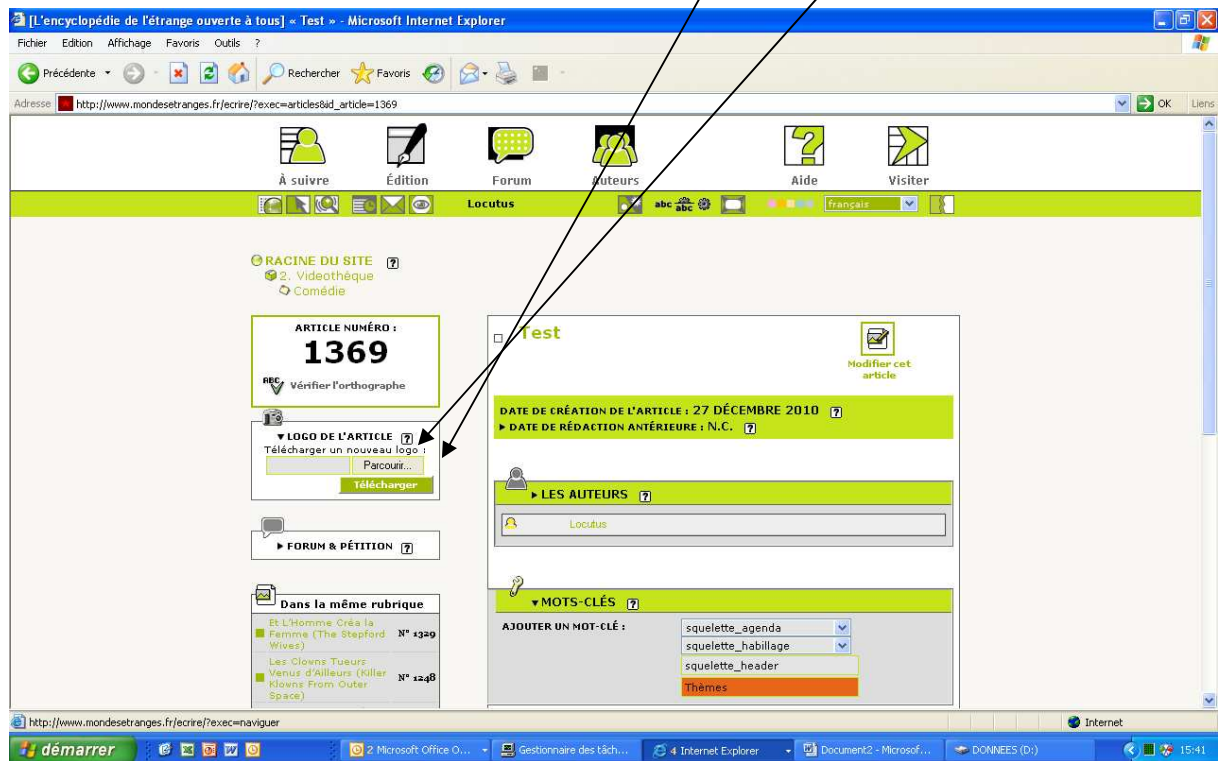 [L'encyclopédie de l'étrange ouverte à tous] « Test » - Microsoft Internet Explorer
Fichier Edition Affichage Favoris Outils ?
Précédente Rechercher Favoris
Adresse http://www.mondesetranges.fr/ecrire/?exec=articles&id_article=1369 OK Liens
À suivre Édition Forum Auteurs Aide Visiter
Locutus abc abc français
RACINE DU SITE ?
2. Videothèque
Comédie
ARTICLE NUMÉRO :
1369
ABC Vérifier l'orthographe
LOGO DE L'ARTICLE ?
Télécharger un nouveau logo :
Parcourir...
Télécharger
FORUM & PÉTITION ?
Dans la même rubrique
Et L'Homme Créa la Femme (The Stepford Wives) N° 1329
Les Clowns Tueurs Venus d'Ailleurs (Killer Klowns From Outer Space) N° 1248
Test
Modifier cet
article
DATE DE CRÉATION DE L'ARTICLE : 27 DÉCEMBRE 2010 ?
DATE DE RÉDACTION ANTÉRIEURE : N.C. ?
LES AUTEURS ?
Locutus
MOTS-CLÉS ?
AJOUTER UN MOT-CLÉ :
squelette_agenda
squelette_habillage
squelette_header
Thèmes
http://www.mondesetranges.fr/ecrire/?exec=naviguer Internet
démarrer 2 Microsoft Office O... Gestionnaire des tâch... 4 Internet Explorer Document2 - Microsof... DONNEES (D:) 15:41